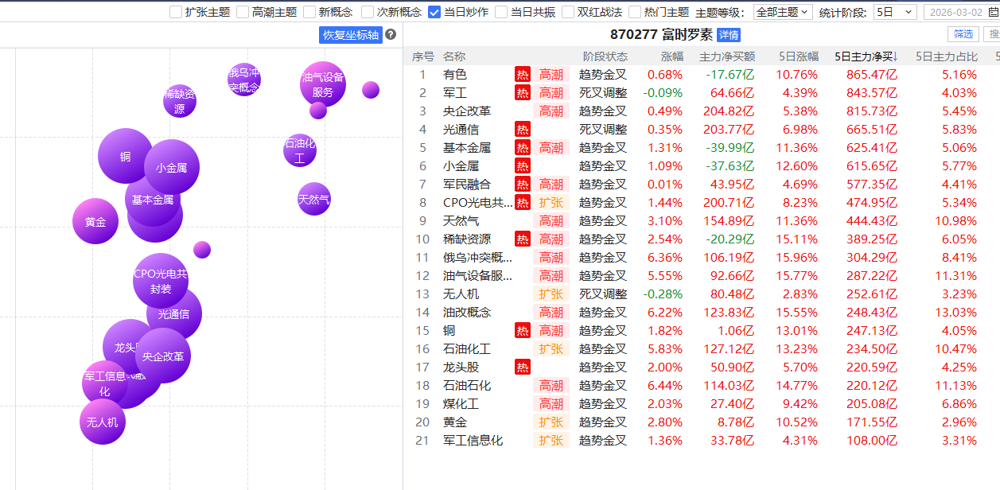 扩张主题 高潮主题 新概念 次新概念 当日炒作 当日共振 双红战法 热门主题 主题等级： 全部主题 统计阶段： 5日 2026-03-02
恢复坐标轴 ?
870277 富时罗素 详情 筛选 搜
俄乌冲
突概念
油气设备
服务
稀缺资
源
石油化
工
铜
小金属
基本金属
天然气
黄金
CPO光电共
封装
光通信
龙头股
央企改革
军工信息
化
无人机
序号 名称 阶段状态 涨幅 主力净买额 5日涨幅 5日主力净买↓ 5日主力占比 5
1 有色 热 高潮 趋势金叉 0.68% -17.67亿 10.76% 865.47亿 5.16%
2 军工 热 高潮 死叉调整 -0.09% 64.66亿 4.39% 843.57亿 4.03%
3 央企改革 高潮 趋势金叉 0.49% 204.82亿 5.38% 815.73亿 5.45%
4 光通信 热 死叉调整 0.35% 203.77亿 6.98% 665.51亿 5.83%
5 基本金属 热 高潮 趋势金叉 1.31% -39.99亿 11.36% 625.41亿 5.06%
6 小金属 热 趋势金叉 1.09% -37.63亿 12.60% 615.65亿 5.77%
7 军民融合 热 高潮 趋势金叉 0.01% 43.95亿 4.69% 577.35亿 4.41%
8 CPO光电共... 热 扩张 趋势金叉 1.44% 200.71亿 8.23% 474.95亿 5.34%
9 天然气 高潮 趋势金叉 3.10% 154.89亿 11.36% 444.43亿 10.98%
10 稀缺资源 热 高潮 趋势金叉 2.54% -20.29亿 15.11% 389.25亿 6.05%
11 俄乌冲突概... 高潮 趋势金叉 6.36% 106.19亿 15.96% 304.29亿 8.41%
12 油气设备服... 高潮 趋势金叉 5.55% 92.66亿 15.77% 287.22亿 11.31%
13 无人机 扩张 死叉调整 -0.28% 80.48亿 2.83% 252.61亿 3.23%
14 油改概念 高潮 趋势金叉 6.22% 123.83亿 15.55% 248.43亿 13.03%
15 铜 热 高潮 趋势金叉 1.82% 1.06亿 13.01% 247.13亿 4.05%
16 石油化工 扩张 趋势金叉 5.83% 127.12亿 13.23% 234.50亿 10.47%
17 龙头股 热 趋势金叉 2.00% 50.90亿 5.70% 220.59亿 4.25%
18 石油石化 高潮 趋势金叉 6.44% 114.03亿 14.77% 220.12亿 11.13%
19 煤化工 高潮 趋势金叉 2.03% 27.40亿 9.42% 205.08亿 6.86%
20 黄金 扩张 趋势金叉 2.80% 8.78亿 10.52% 171.55亿 2.96%
21 军工信息化 扩张 趋势金叉 1.36% 33.78亿 4.31% 108.00亿 3.31%